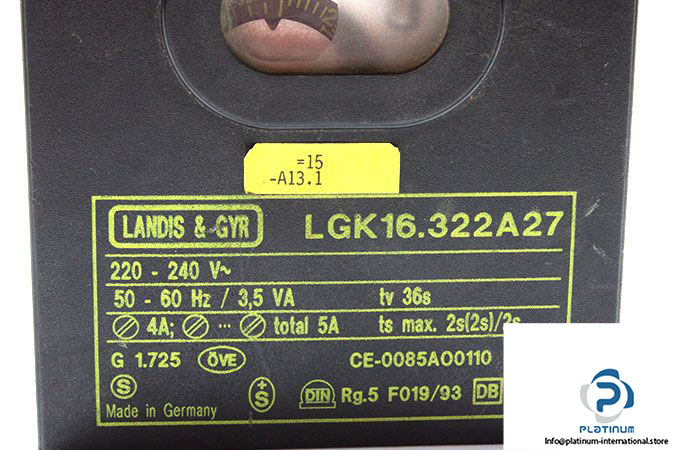 =15
-A13.1
LANDIS & GYR LGK16.322A27
220 - 240 V~
50 - 60 Hz / 3,5 VA tv 36s
4A; ... total 5A ts max. 2s(2s)/2s
G 1.725 ÖVE CE-0085AO0110
S +S DIN Rg.5 F019/93 DB
Made in Germany
PLATINUM
Info@platinum-international.store